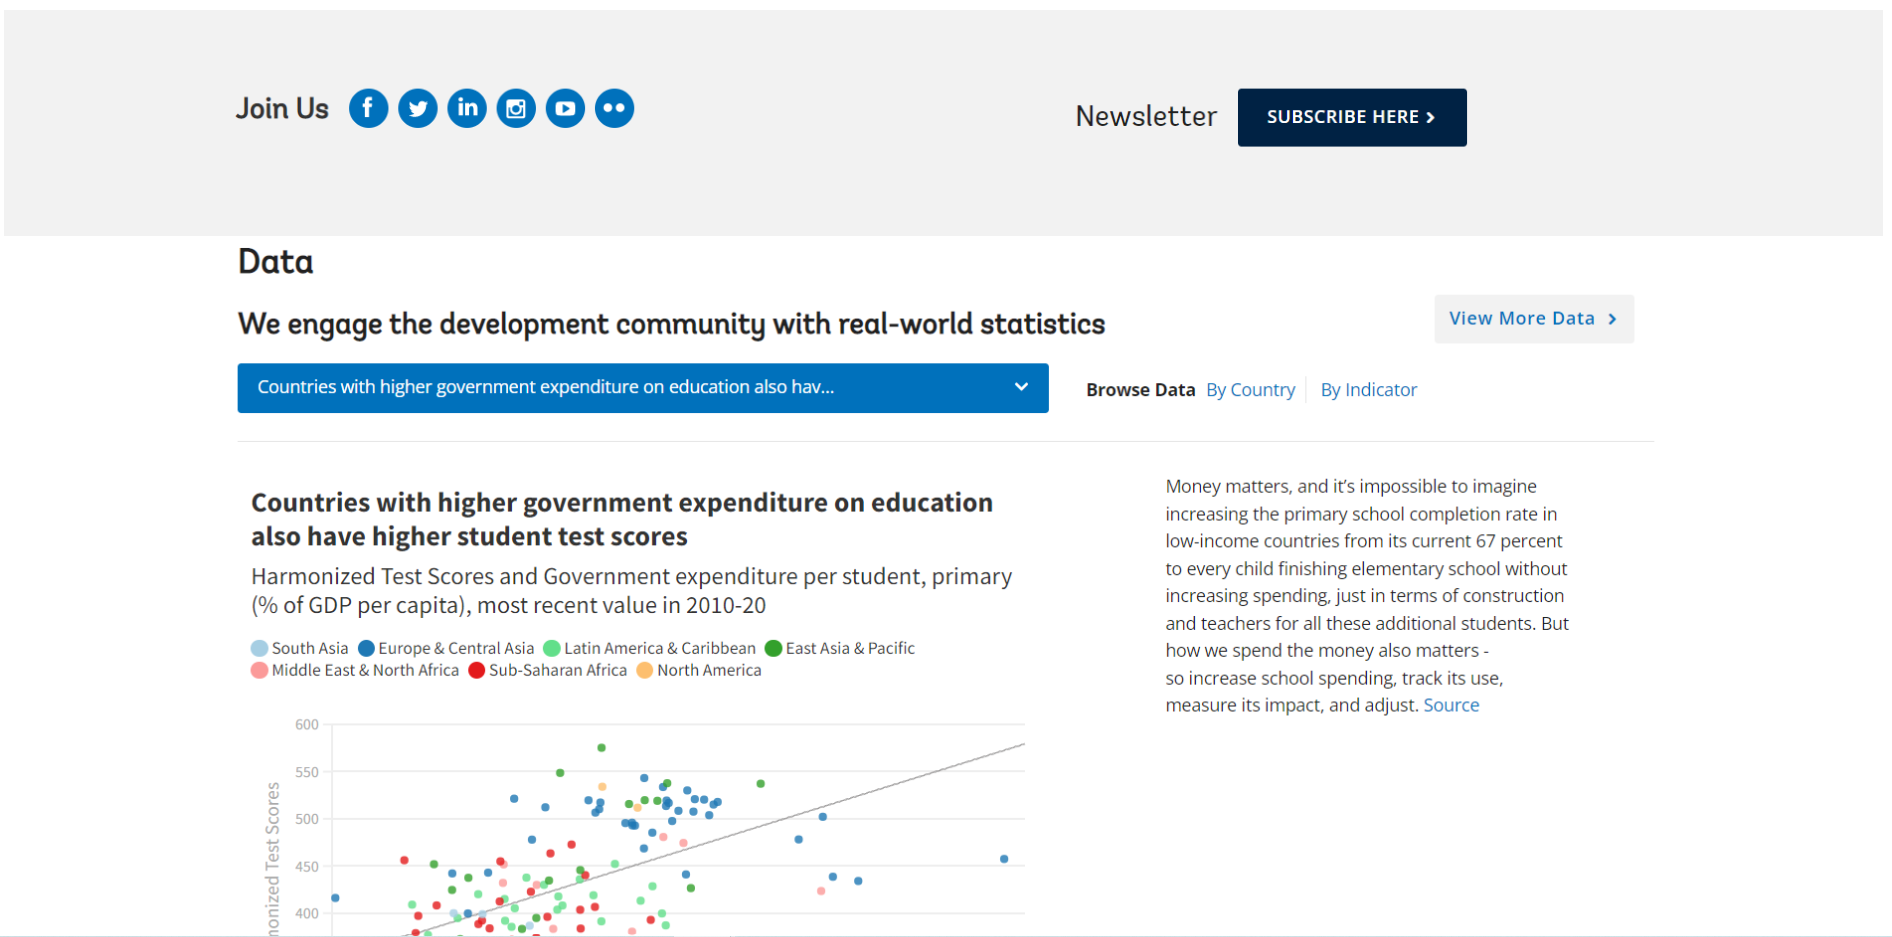 Join Us
Newsletter
SUBSCRIBE HERE >
Data
We engage the development community with real-world statistics
View More Data >
Countries with higher government expenditure on education also hav...
Browse Data By Country By Indicator
Countries with higher government expenditure on education
also have higher student test scores
Harmonized Test Scores and Government expenditure per student, primary
(% of GDP per capita), most recent value in 2010-20
South Asia Europe & Central Asia Latin America & Caribbean East Asia & Pacific
Middle East & North Africa Sub-Saharan Africa North America
600
550
500
450
400
monized Test Scores
Money matters, and it’s impossible to imagine
increasing the primary school completion rate in
low-income countries from its current 67 percent
to every child finishing elementary school without
increasing spending, just in terms of construction
and teachers for all these additional students. But
how we spend the money also matters -
so increase school spending, track its use,
measure its impact, and adjust. Source